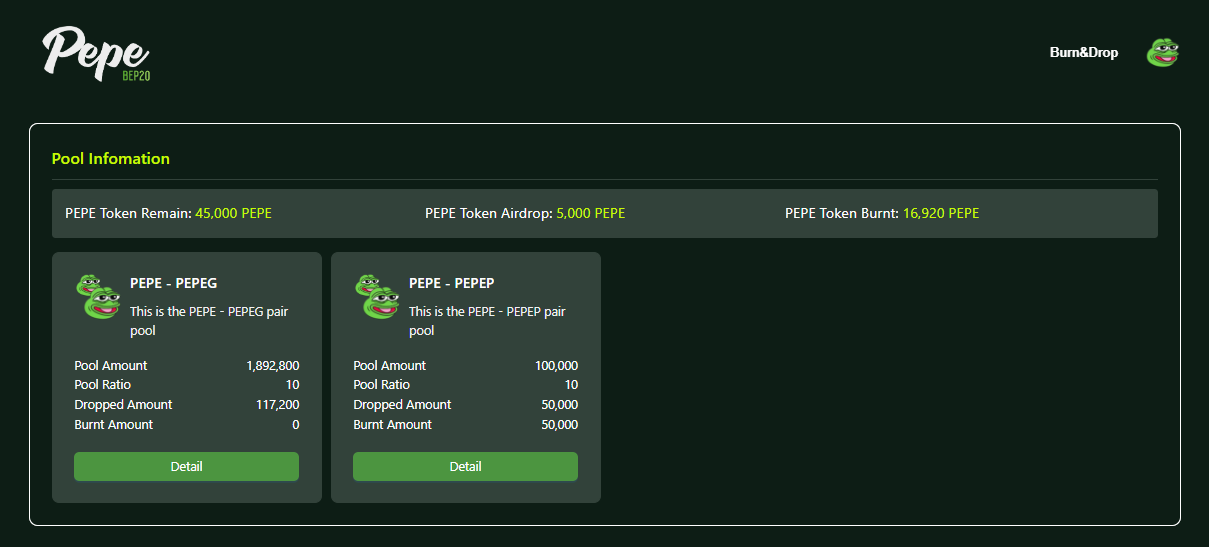 Pepe
BEP20
Burn&Drop
Pool Infomation
PEPE Token Remain: 45,000 PEPE
PEPE Token Airdrop: 5,000 PEPE
PEPE Token Burnt: 16,920 PEPE
PEPE - PEPEG
This is the PEPE - PEPEG pair
pool
Pool Amount 1,892,800
Pool Ratio 10
Dropped Amount 117,200
Burnt Amount 0
Detail
PEPE - PEPEP
This is the PEPE - PEPEP pair
pool
Pool Amount 100,000
Pool Ratio 10
Dropped Amount 50,000
Burnt Amount 50,000
Detail